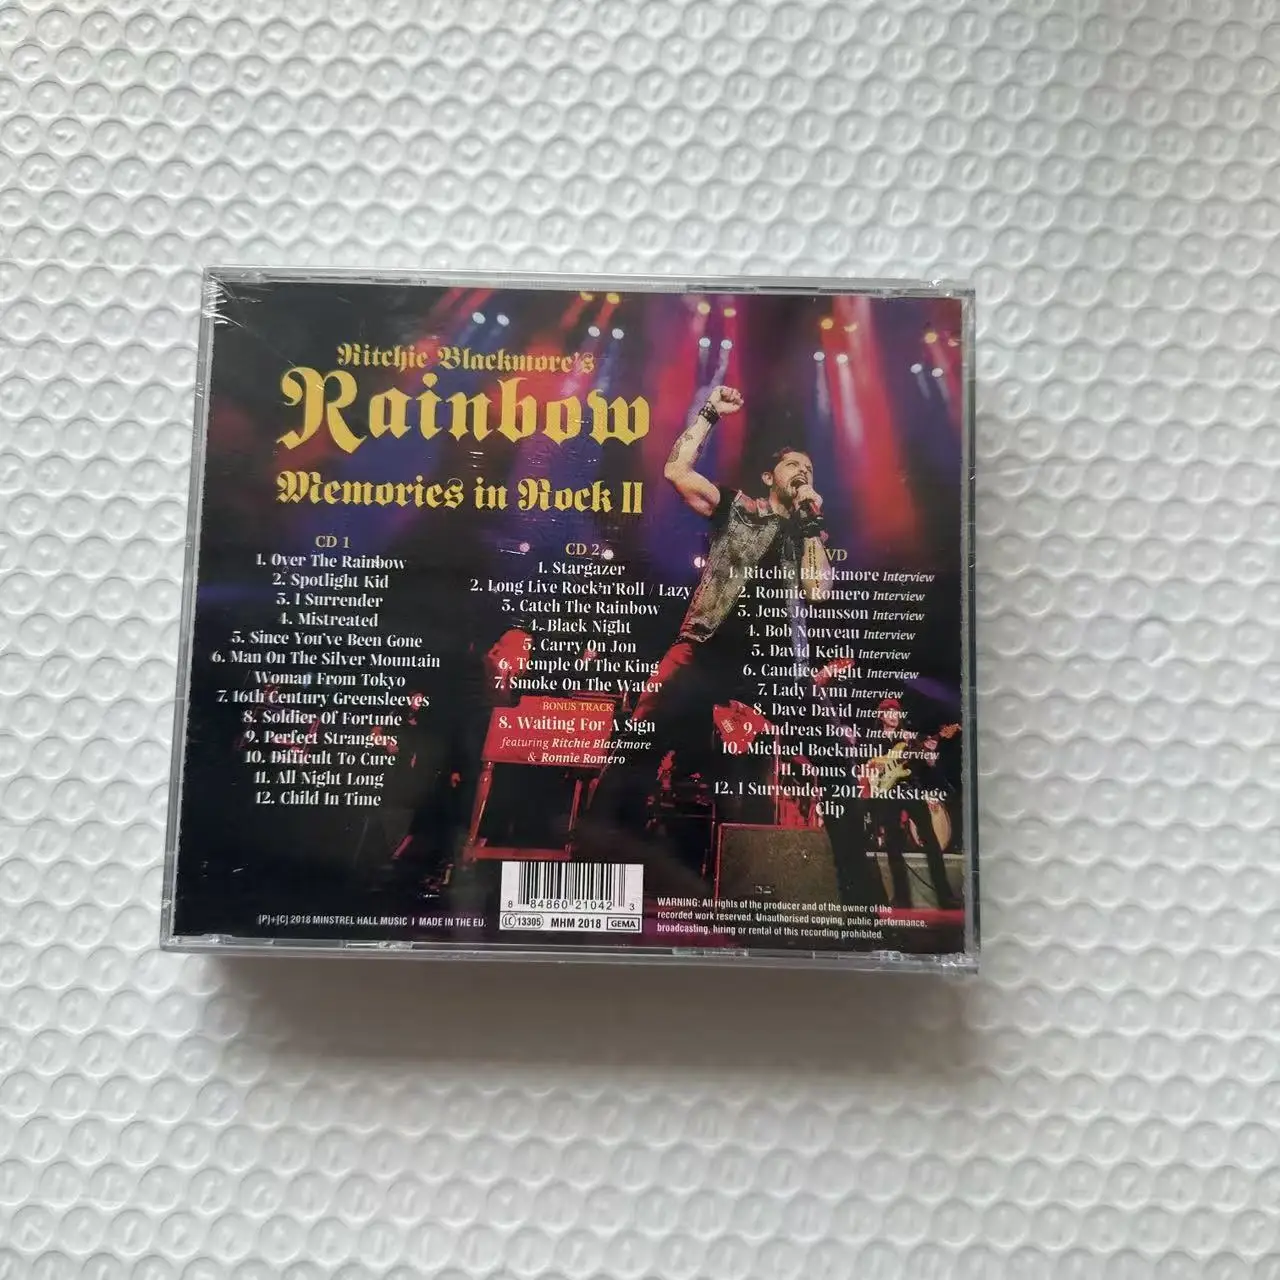 Ritchie Blackmore's
Rainbow
Memories in Rock II
CD 1
1. Over The Rainbow
2. Spotlight Kid
3. I Surrender
4. Mistreated
5. Since You've Been Gone
6. Man On The Silver Mountain
/ Woman From Tokyo
7. 16th Century Greensleeves
8. Soldier Of Fortune
9. Perfect Strangers
10. Difficult To Cure
11. All Night Long
12. Child In Time
CD 2
1. Stargazer
2. Long Live Rock'n'Roll / Lazy
3. Catch The Rainbow
4. Black Night
5. Carry On Jon
6. Temple Of The King
7. Smoke On The Water
BONUS TRACK
8. Waiting For A Sign
featuring Ritchie Blackmore
& Ronnie Romero
DVD
1. Ritchie Blackmore Interview
2. Ronnie Romero Interview
3. Jens Johansson Interview
4. Bob Nouveau Interview
5. David Keith Interview
6. Candice Night Interview
7. Lady Lynn Interview
8. Dave David Interview
9. Andreas Bock Interview
10. Michael Bockmühl Interview
11. Bonus Clip
12. I Surrender 2017 Backstage
Clip
[P]+[C] 2018 MINSTREL HALL MUSIC | MADE IN THE EU.
8 84860 21042 3
LC 13305 MHM 2018 GEMA
WARNING: All rights of the producer and of the owner of the
recorded work reserved. Unauthorised copying, public performance,
broadcasting, hiring or rental of this recording prohibited.